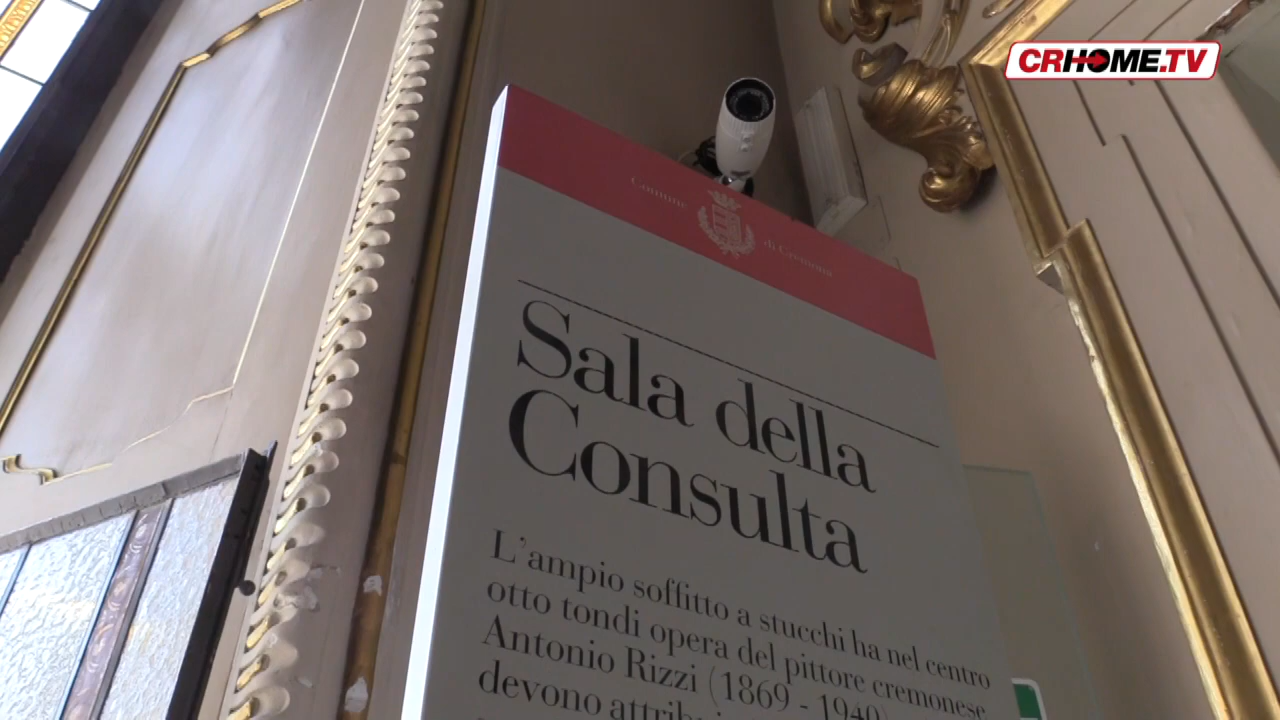 CRHOME.TV
Comune di Cremona
Sala della
Consulta
L'ampio soffitto a stucchi ha nel centro
otto tondi opera del pittore cremonese
Antonio Rizzi (1869 - 1940)
devono